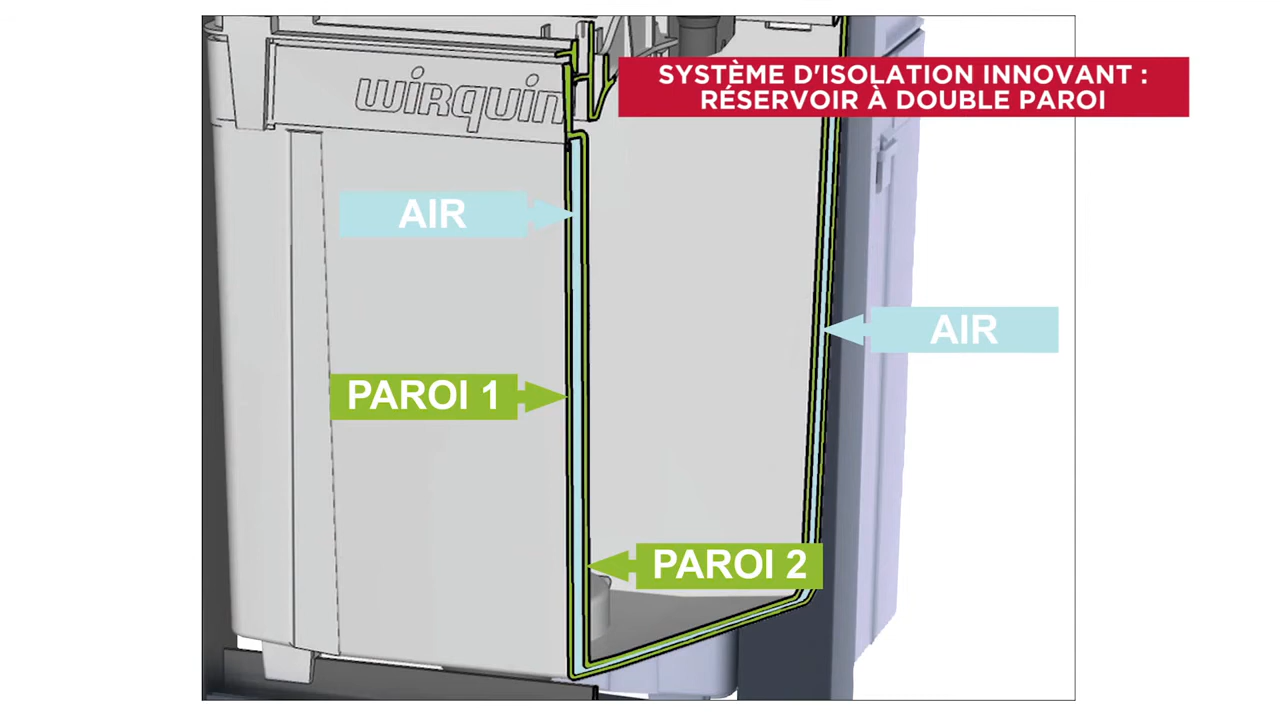 wirquin
SYSTÈME D'ISOLATION INNOVANT :
RÉSERVOIR À DOUBLE PAROI
AIR
AIR
PAROI 1
PAROI 2